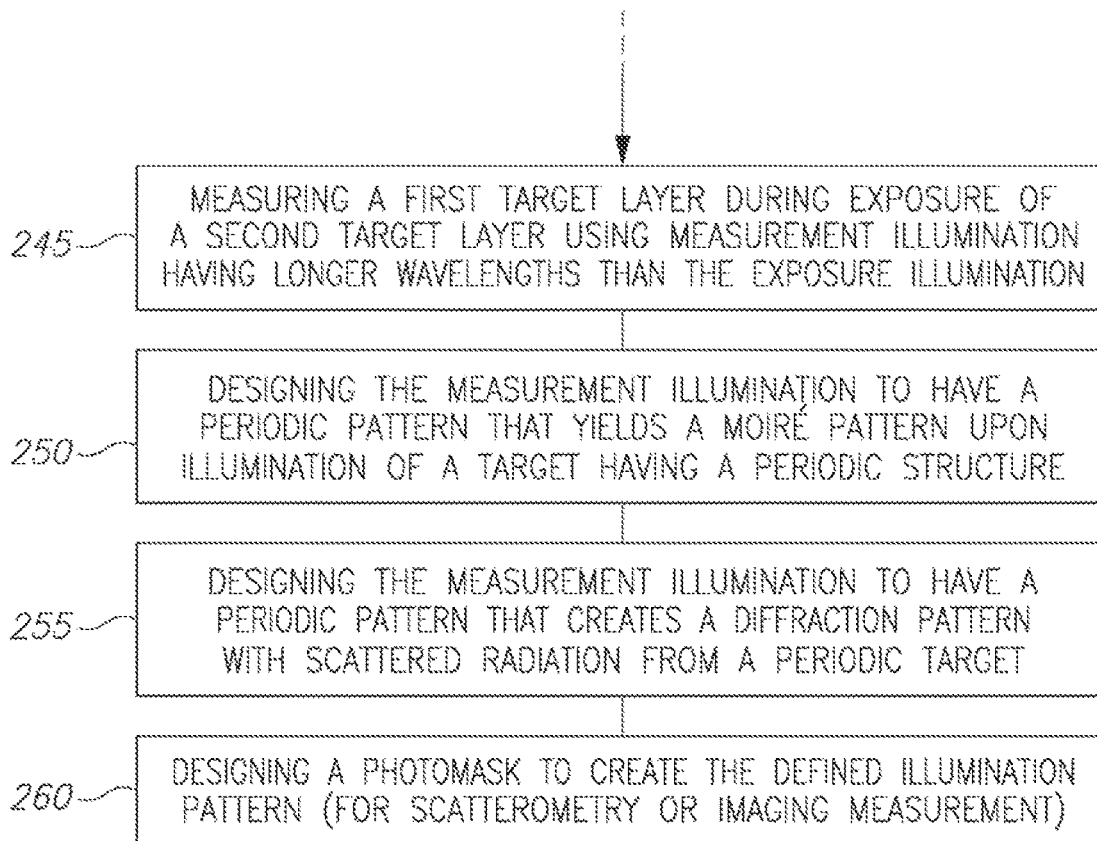 MEASURING A FIRST TARGET LAYER DURING EXPOSURE OF
245 A SECOND TARGET LAYER USING MEASUREMENT ILLUMINATION
HAVING LONGER WAVELENGTHS THAN THE EXPOSURE ILLUMINATION
DESIGNING THE MEASUREMENT ILLUMINATION TO HAVE A
250 PERIODIC PATTERN THAT YIELDS A MOIRÉ PATTERN UPON
ILLUMINATION OF A TARGET HAVING A PERIODIC STRUCTURE
DESIGNING THE MEASUREMENT ILLUMINATION TO HAVE A
255 PERIODIC PATTERN THAT CREATES A DIFFRACTION PATTERN
WITH SCATTERED RADIATION FROM A PERIODIC TARGET
DESIGNING A PHOTOMASK TO CREATE THE DEFINED ILLUMINATION
260 PATTERN (FOR SCATTEROMETRY OR IMAGING MEASUREMENT)